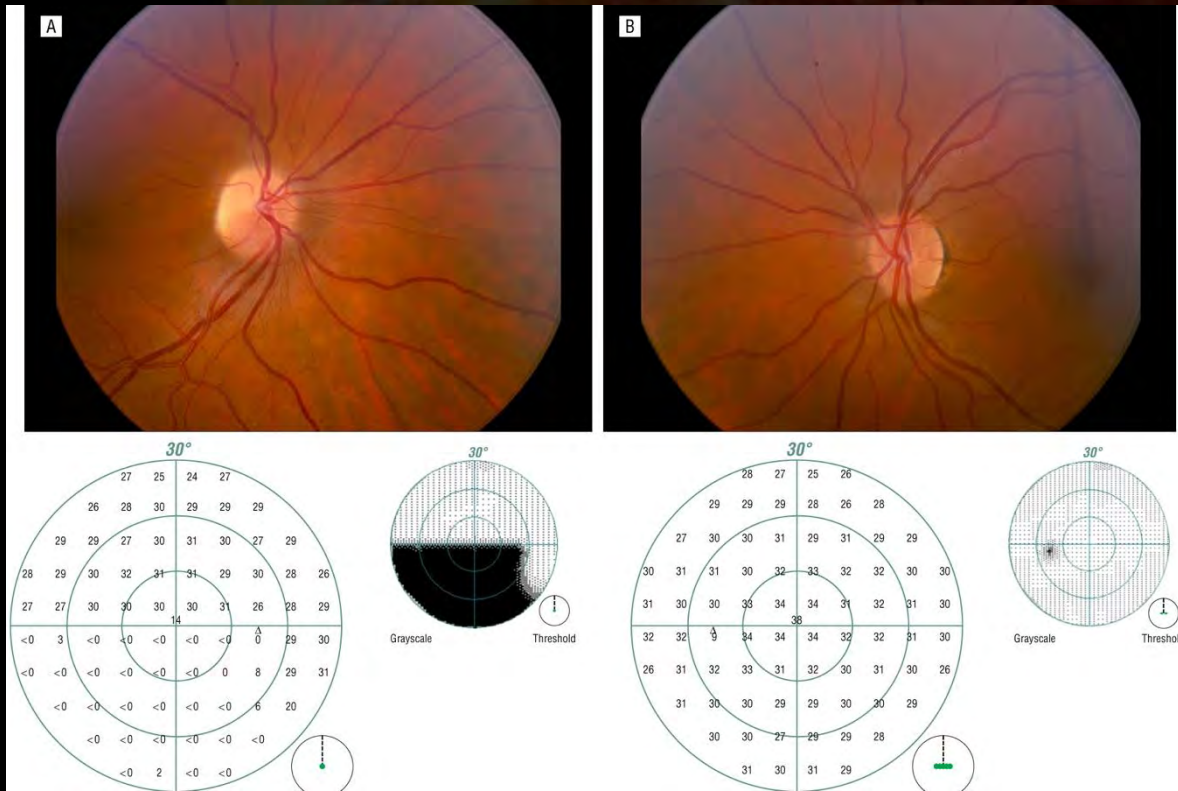 A
B
30°
27 25 24 27
26 28 30 29 29 29
29 29 27 30 31 30 27 29
28 29 30 32 31 31 29 30 28 26
27 27 30 30 30 30 31 26 28 29
14
<0 3 <0 <0 <0 <0 <0 0 29 30
<0 <0 <0 <0 <0 <0 0 8 29 31
<0 <0 <0 <0 <0 <0 6 20
<0 <0 <0 <0 <0 <0
<0 2 <0 <0
30°
Grayscale
Threshold
30°
28 27 25 26
29 29 29 28 26 28
27 30 30 31 29 31 30 30
30 31 31 30 32 33 32 32 30 30
31 30 30 33 34 34 31 32 31 30
38
32 32 9 34 34 34 32 32 31 30
26 31 32 33 31 32 30 31 30 26
31 30 30 29 29 30 30 29
30 30 27 29 29 28
31 30 31 29
30°
Grayscale
Threshold